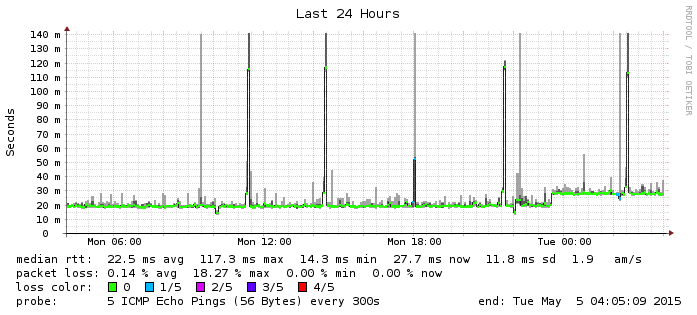 Last 24 Hours
RRDTOOL / TOBI OETIKER
Seconds
140 m
130 m
120 m
110 m
100 m
90 m
80 m
70 m
60 m
50 m
40 m
30 m
20 m
10 m
0
Mon 06:00 Mon 12:00 Mon 18:00 Tue 00:00
median rtt: 22.5 ms avg 117.3 ms max 14.3 ms min 27.7 ms now 11.8 ms sd 1.9 am/s
packet loss: 0.14 % avg 18.27 % max 0.00 % min 0.00 % now
loss color: 0 1/5 2/5 3/5 4/5
probe: 5 ICMP Echo Pings (56 Bytes) every 300s end: Tue May 5 04:05:09 2015